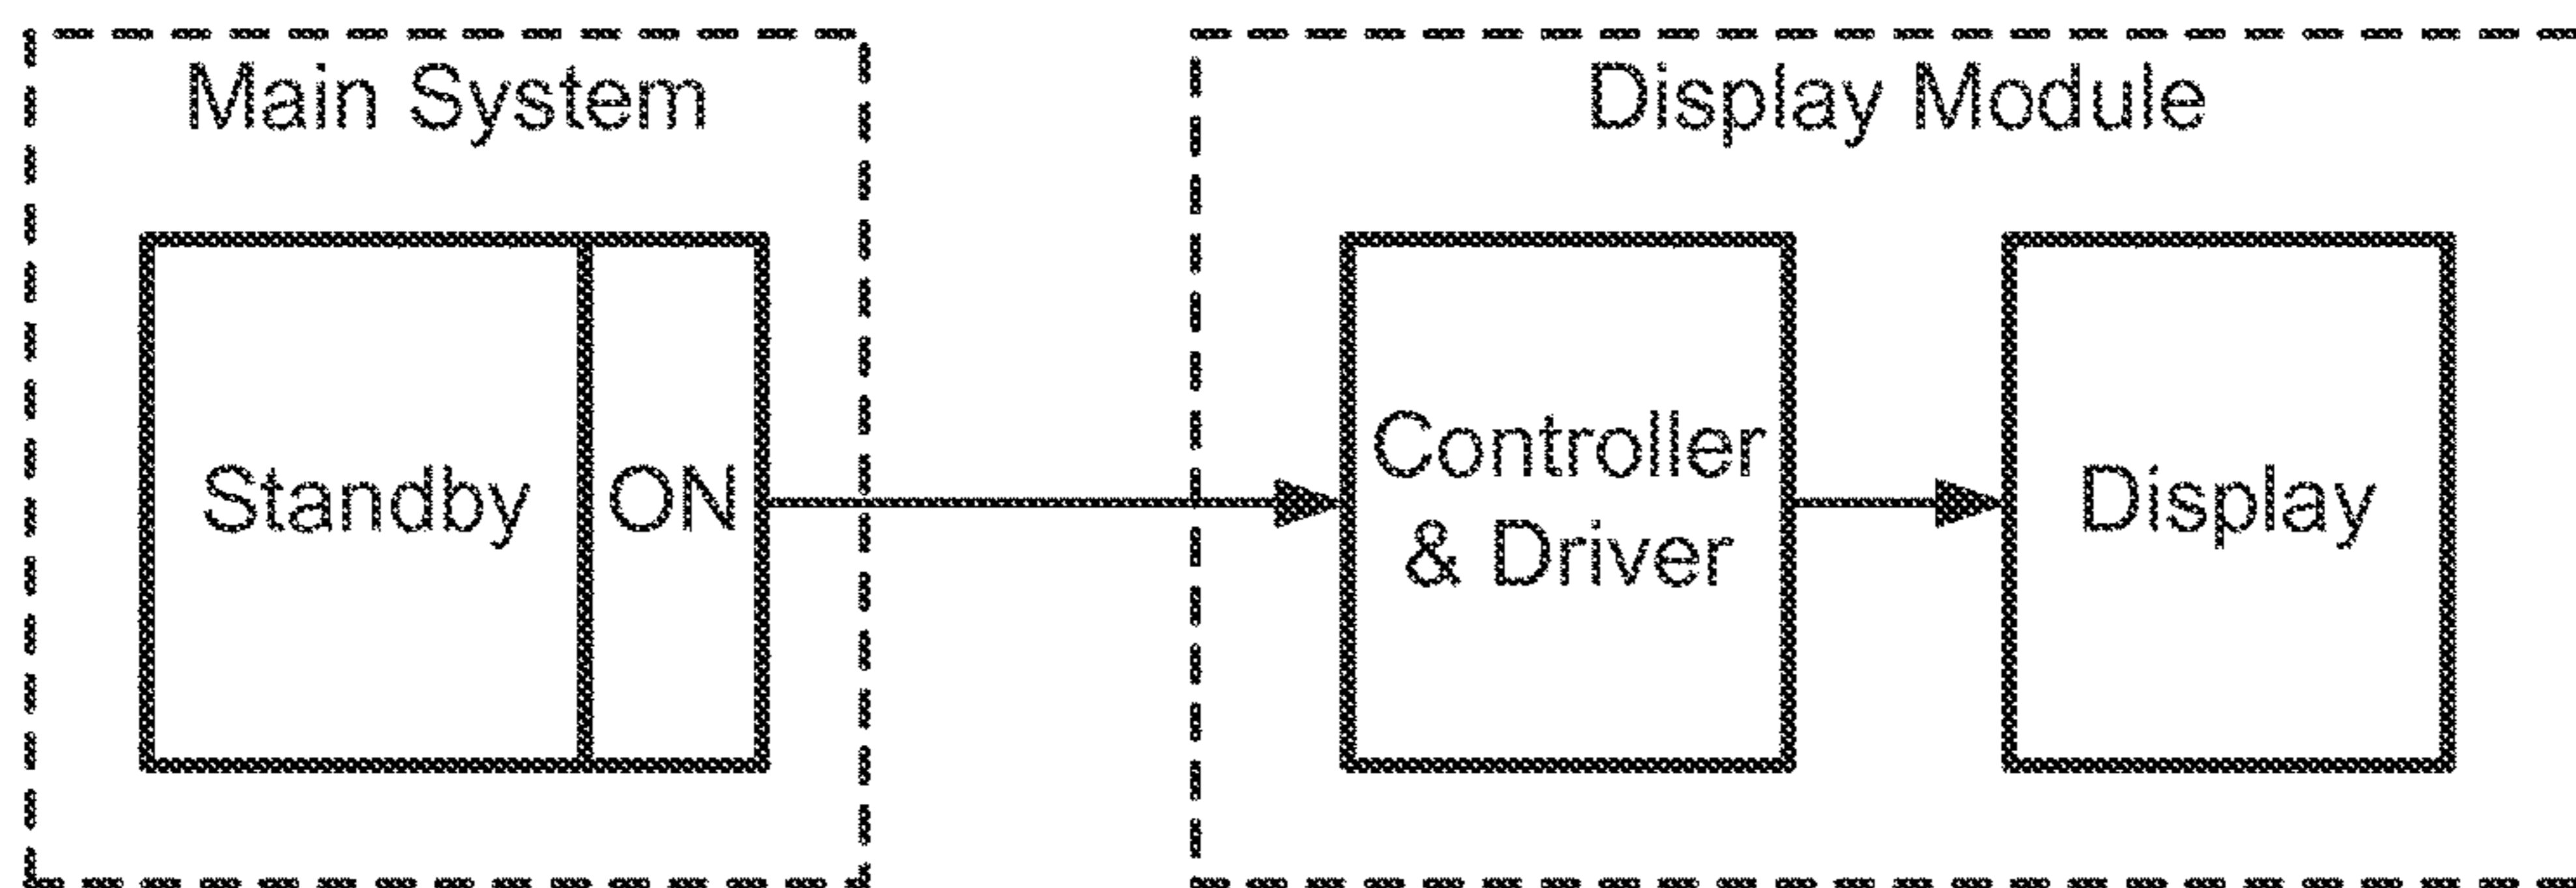 Main System
Display Module
Standby
ON
Controller
& Driver
Display